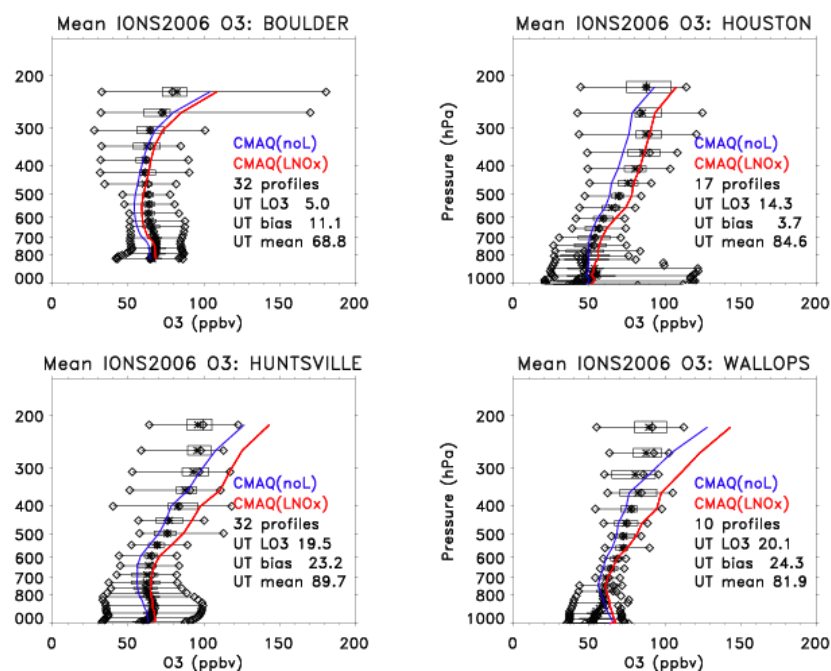 Mean IONS2006 O3: BOULDER
200
300
400
500
600
700
800
000
CMAQ(noL)
CMAQ(LNOx)
32 profiles
UT LO3 5.0
UT bias 11.1
UT mean 68.8
0 50 100 150 200
O3 (ppbv)
Mean IONS2006 O3: HOUSTON
Pressure (hPa)
200
300
400
500
600
700
800
1000
CMAQ(noL)
CMAQ(LNOx)
17 profiles
UT LO3 14.3
UT bias 3.7
UT mean 84.6
0 50 100 150 200
O3 (ppbv)
Mean IONS2006 O3: HUNTSVILLE
200
300
400
500
600
700
800
000
CMAQ(noL)
CMAQ(LNOx)
32 profiles
UT LO3 19.5
UT bias 23.2
UT mean 89.7
0 50 100 150 200
O3 (ppbv)
Mean IONS2006 O3: WALLOPS
Pressure (hPa)
200
300
400
500
600
700
800
1000
CMAQ(noL)
CMAQ(LNOx)
10 profiles
UT LO3 20.1
UT bias 24.3
UT mean 81.9
0 50 100 150 200
O3 (ppbv)